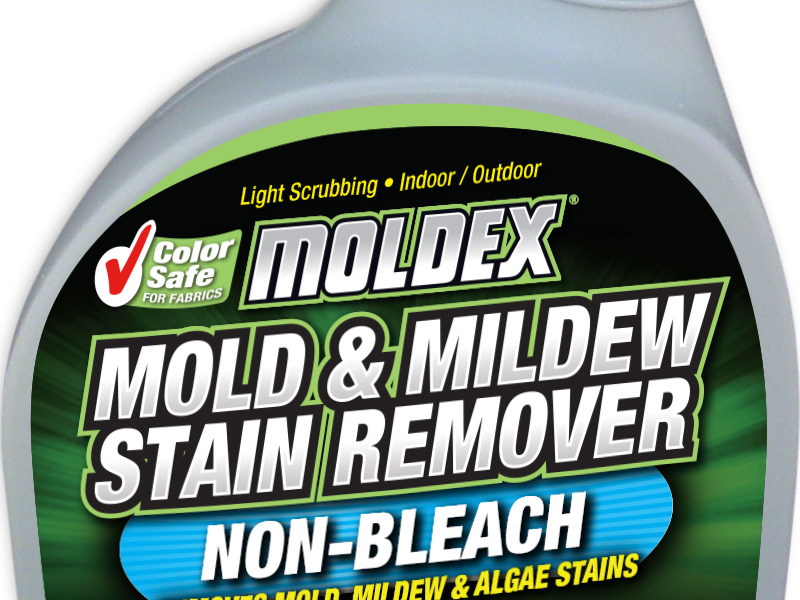 Light Scrubbing • Indoor / Outdoor
MOLDEX®
Color
Safe
FOR FABRICS
MOLD & MILDEW
STAIN REMOVER
NON-BLEACH
MOLD, MILDEW & ALGAE STAINS